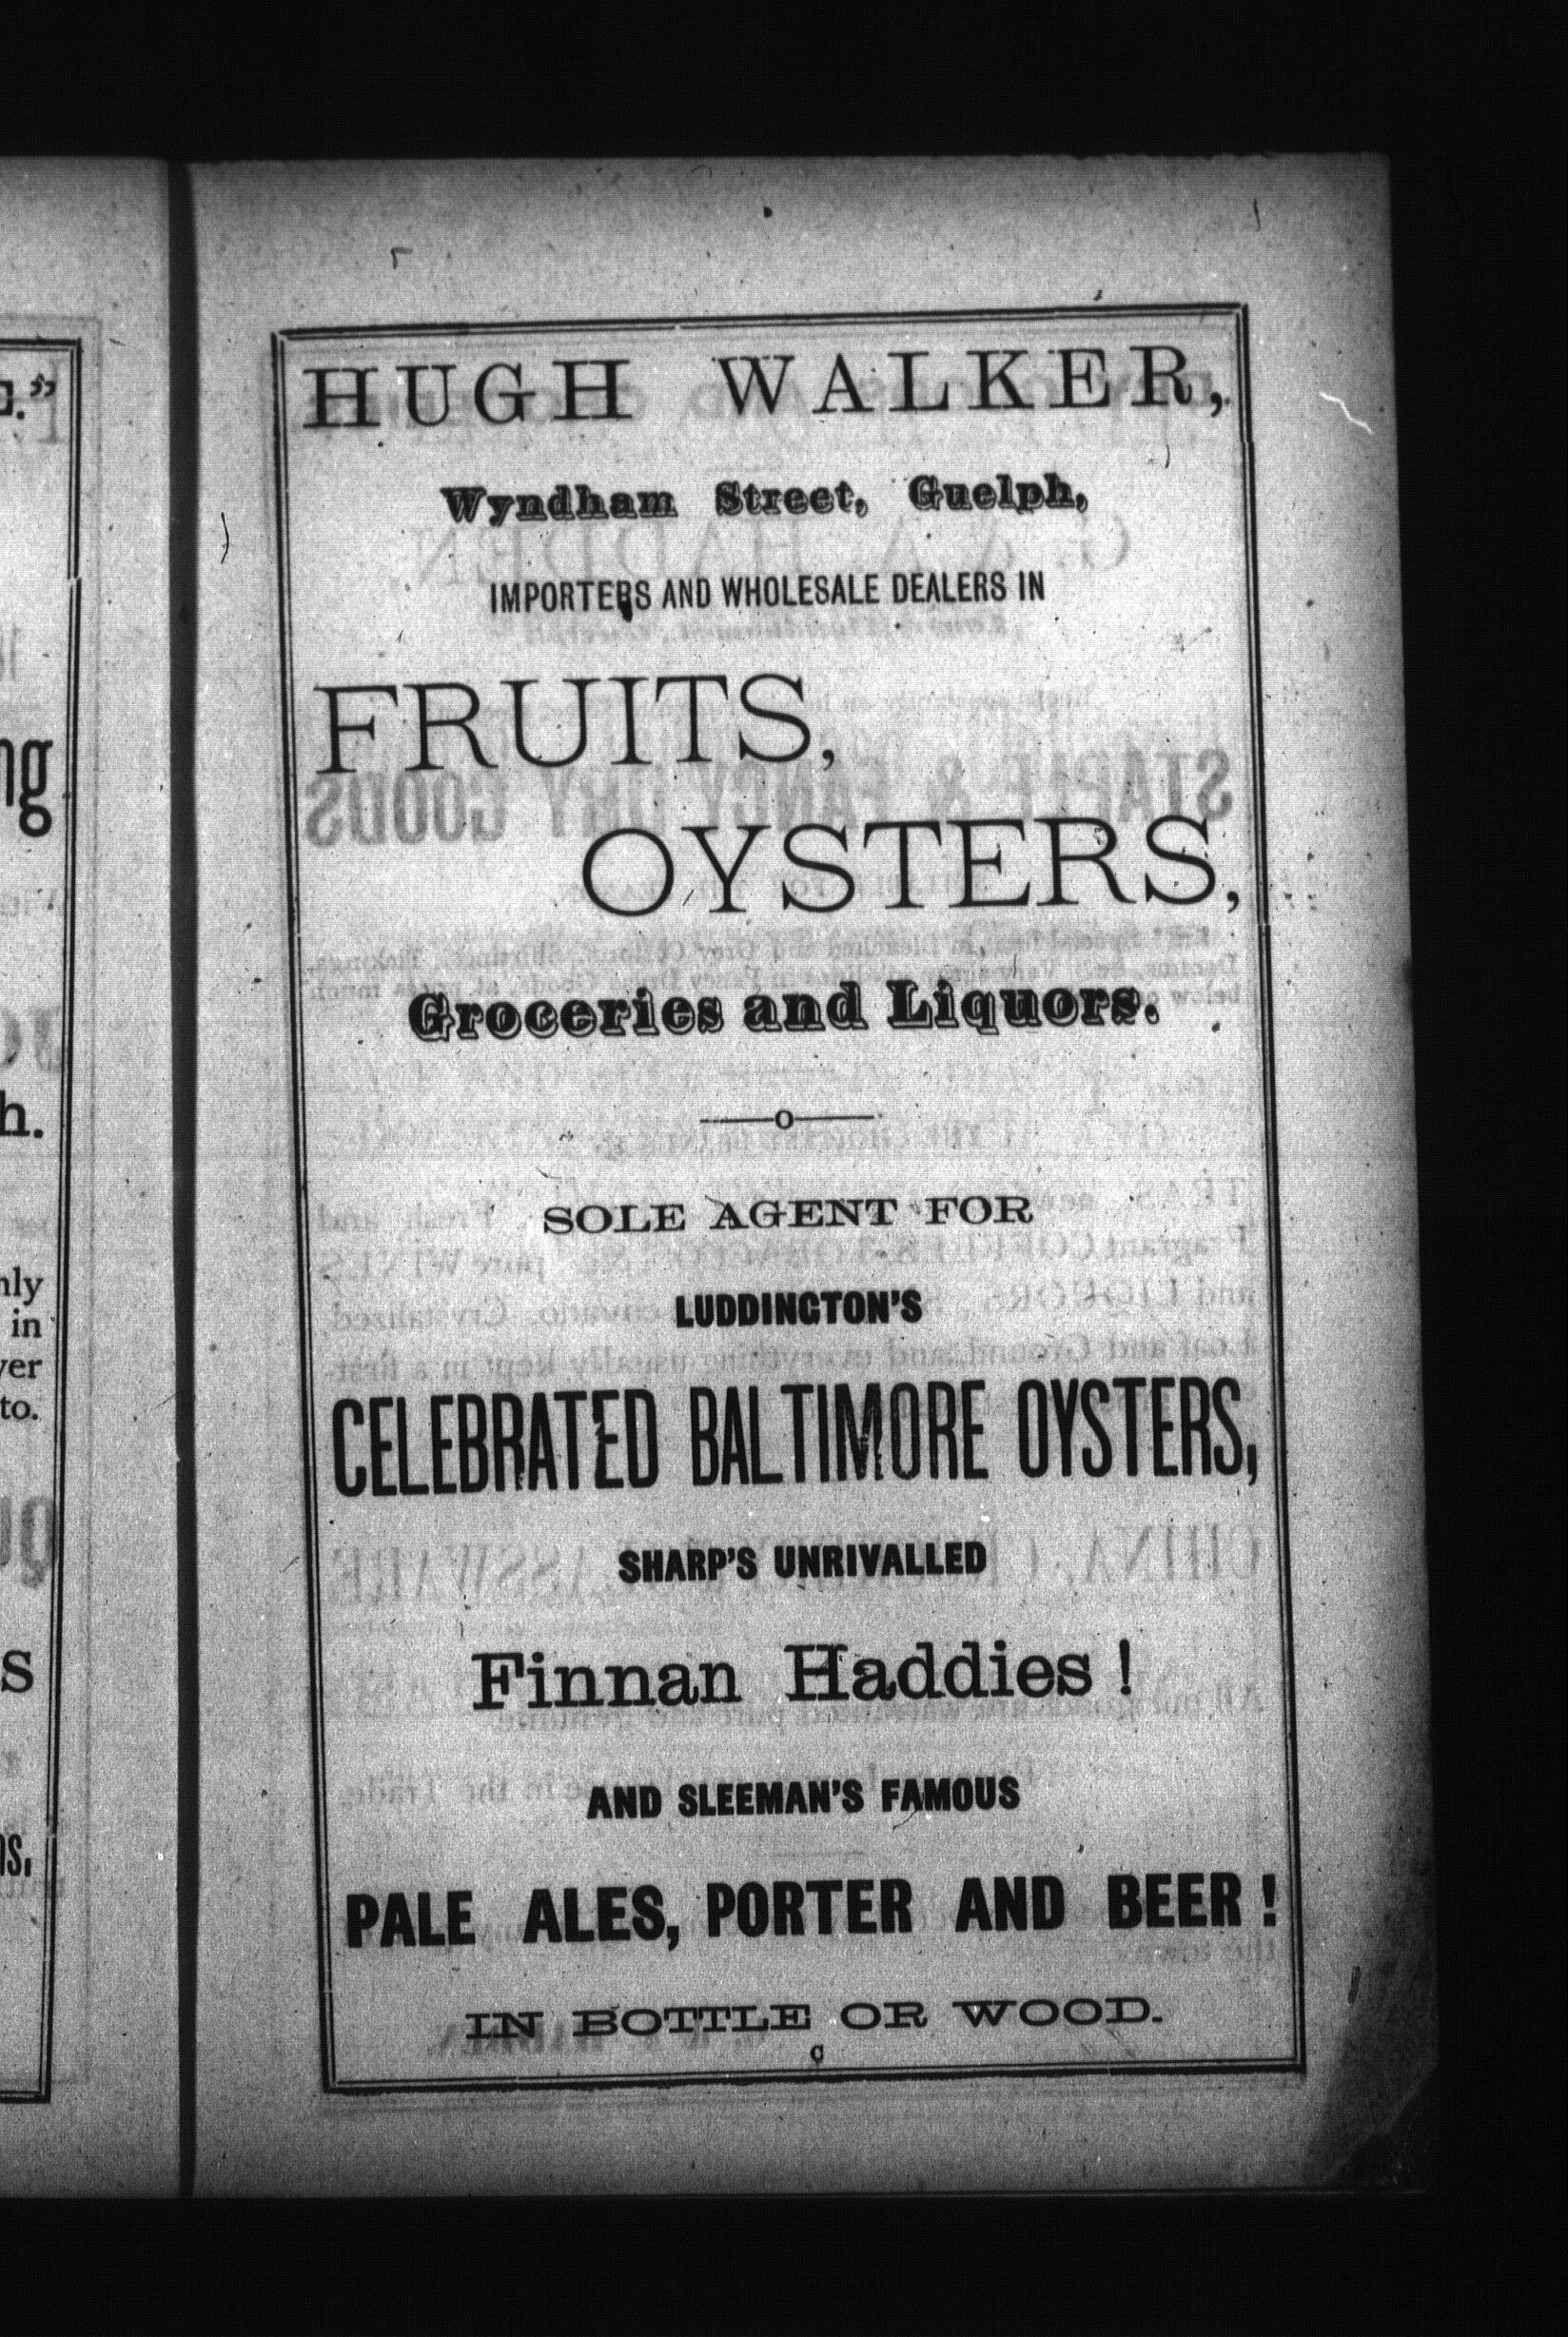 HUGH WALKER,
Wyndham Street, Guelph,
IMPORTERS AND WHOLESALE DEALERS IN
FRUITS,
OYSTERS,
Groceries and Liquors.
o
SOLE AGENT FOR
LUDDINGTON'S
CELEBRATED BALTIMORE OYSTERS,
SHARP'S UNRIVALLED
Finnan Haddies !
AND SLEEMAN'S FAMOUS
PALE ALES, PORTER AND BEER !
IN BOTTLE OR WOOD.
C